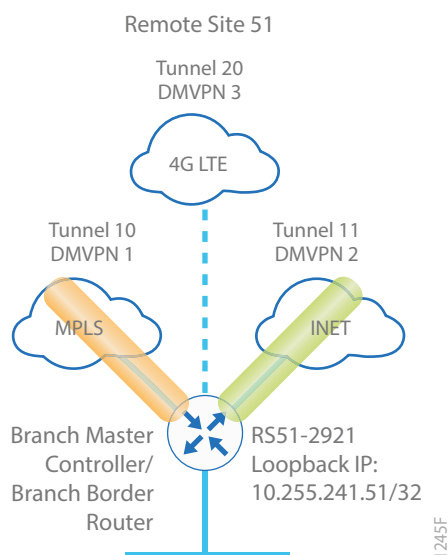 Remote Site 51
Tunnel 20
DMVPN 3
4G LTE
Tunnel 10
DMVPN 1
Tunnel 11
DMVPN 2
MPLS
INET
Branch Master
Controller/
Branch Border
Router
RS51-2921
Loopback IP:
10.255.241.51/32
1245F